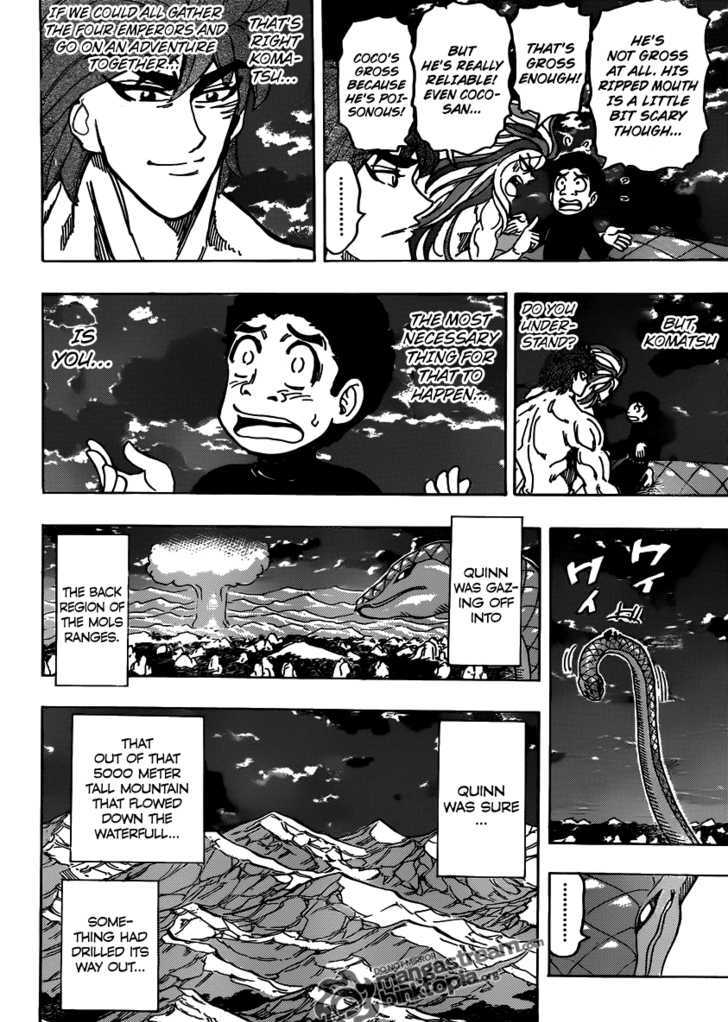 HE'S
NOT GROSS
AT ALL. HIS
RIPPED MOUTH
IS A LITTLE
BIT SCARY
THOUGH...
THAT'S
GROSS
ENOUGH!
BUT
HE'S REALLY
RELIABLE!
EVEN COCO-
SAN...
COCO'S
GROSS
BECAUSE
HE'S POI-
SONOUS!
.........
THAT'S
RIGHT
KOMA-
TSU...
IF WE COULD ALL GATHER
THE FOUR EMPERORS AND
GO ON AN ADVENTURE
TOGETHER...
BUT,
KOMATSU
DO YOU
UNDER-
STAND?
THE MOST
NECESSARY
THING FOR
THAT TO
HAPPEN...
IS
YOU...
ワイ
ワイ
QUINN
WAS GAZ-
ING OFF
INTO
THE BACK
REGION OF
THE MOLS
RANGES.
......
QUINN
WAS SURE
...
THAT
OUT OF THAT
5000 METER
TALL MOUNTAIN
THAT FLOWED
DOWN THE
WATERFULL...
SOME-
THING HAD
DRILLED ITS
WAY OUT...
DO NOT MIRROR
mangastream.com
binktopia.org